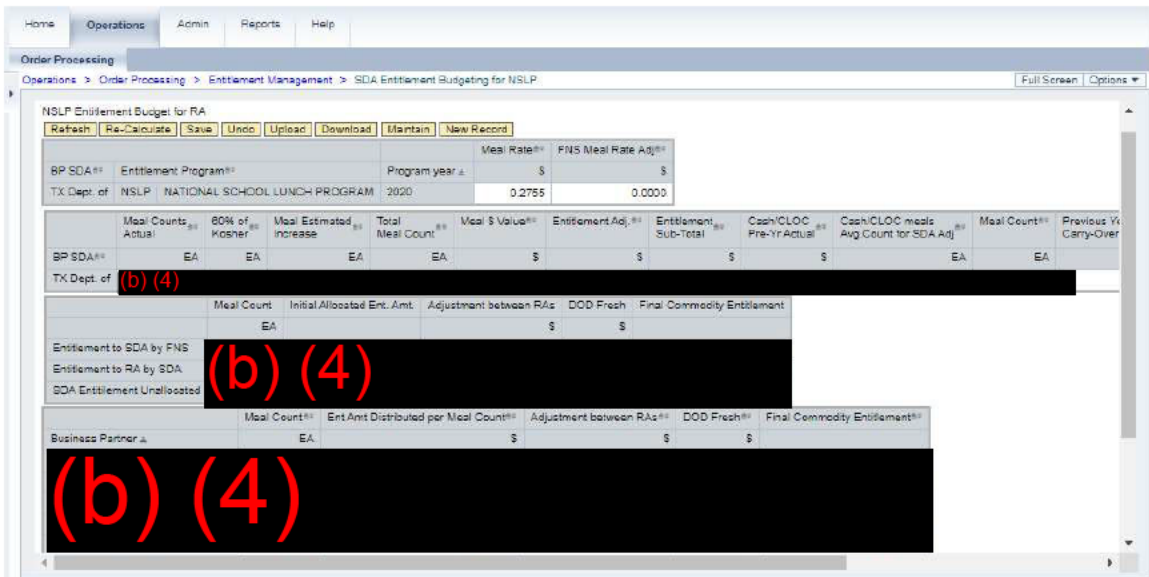 Home Operations Admin Reports Help
Order Processing
Operations > Order Processing > Entitlement Management > SDA Entitlement Budgeting for NSLP Full Screen Options
NSLP Entitlement Budget for RA
Refresh Re-Calculate Save Undo Upload Download Maintain New Record
Meal Rate FNS Meal Rate Adj
BP SDA Entitlement Program Program year $ $
TX Dept. of NSLP NATIONAL SCHOOL LUNCH PROGRAM 2020 0.2755 0.0000
Meal Counts 60% of Meal Estimated Total Meal $ Value Entitlement Adj. Entitlement Cash/CLOC Cash/CLOC meals Meal Count Previous
Actual Kosher Increase Meal Count Sub-Total Pre-Yr Actual Avg Count for SDA Adj Carry-Over
BP SDA EA EA EA EA $ $ $ $ EA EA
TX Dept. of (b) (4)
Meal Count Initial Allocated Ent. Amt. Adjustment between RAs DOD Fresh Final Commodity Entitlement
EA $ $
Entitlement to SDA by FNS
Entitlement to RA by SDA
SDA Entitlement Unallocated
(b) (4)
Meal Count Ent Amt Distributed per Meal Count Adjustment between RAs DOD Fresh Final Commodity Entitlement
Business Partner EA $ $ $
(b) (4)